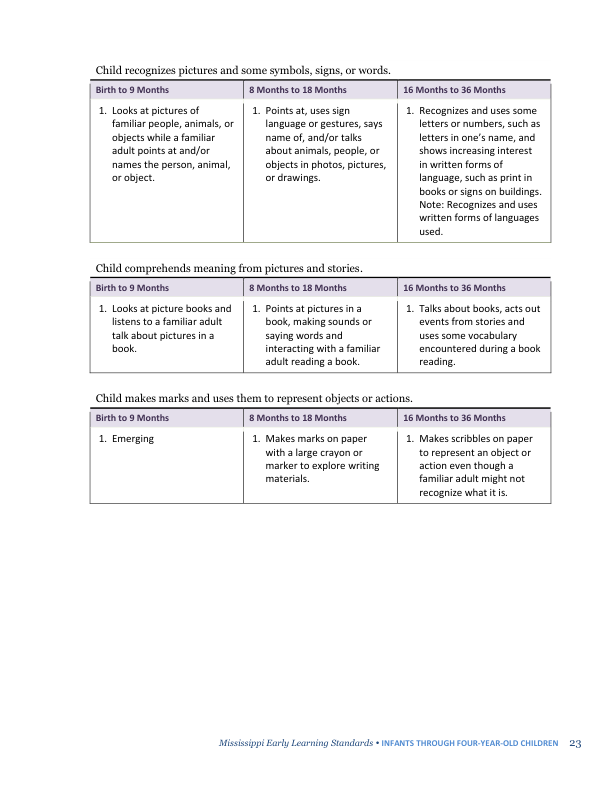 Child recognizes pictures and some symbols, signs, or words.
Birth to 9 Months
8 Months to 18 Months
16 Months to 36 Months
1. Looks at pictures of
familiar people, animals, or
objects while a familiar
adult points at and/or
names the person, animal,
or object.
1. Points at, uses sign
language or gestures, says
name of, and/or talks
about animals, people, or
objects in photos, pictures,
or drawings.
1. Recognizes and uses some
letters or numbers, such as
letters in one's name, and
shows increasing interest
in written forms of
language, such as print in
books or signs on buildings.
Note: Recognizes and uses
written forms of languages
used.
Child comprehends meaning from pictures and stories.
Birth to 9 Months
8 Months to 18 Months
16 Months to 36 Months
1. Looks at picture books and
listens to a familiar adult
talk about pictures in a
book.
1. Points at pictures in a
book, making sounds or
saying words and
interacting with a familiar
adult reading a book.
1. Talks about books, acts out
events from stories and
uses some vocabulary
encountered during a book
reading.
Child makes marks and uses them to represent objects or actions.
Birth to 9 Months
8 Months to 18 Months
16 Months to 36 Months
1. Emerging
1. Makes marks on paper
with a large crayon or
marker to explore writing
materials.
1. Makes scribbles on paper
to represent an object or
action even though a
familiar adult might not
recognize what it is.
Mississippi Early Learning Standards • INFANTS THROUGH FOUR-YEAR-OLD CHILDREN 23